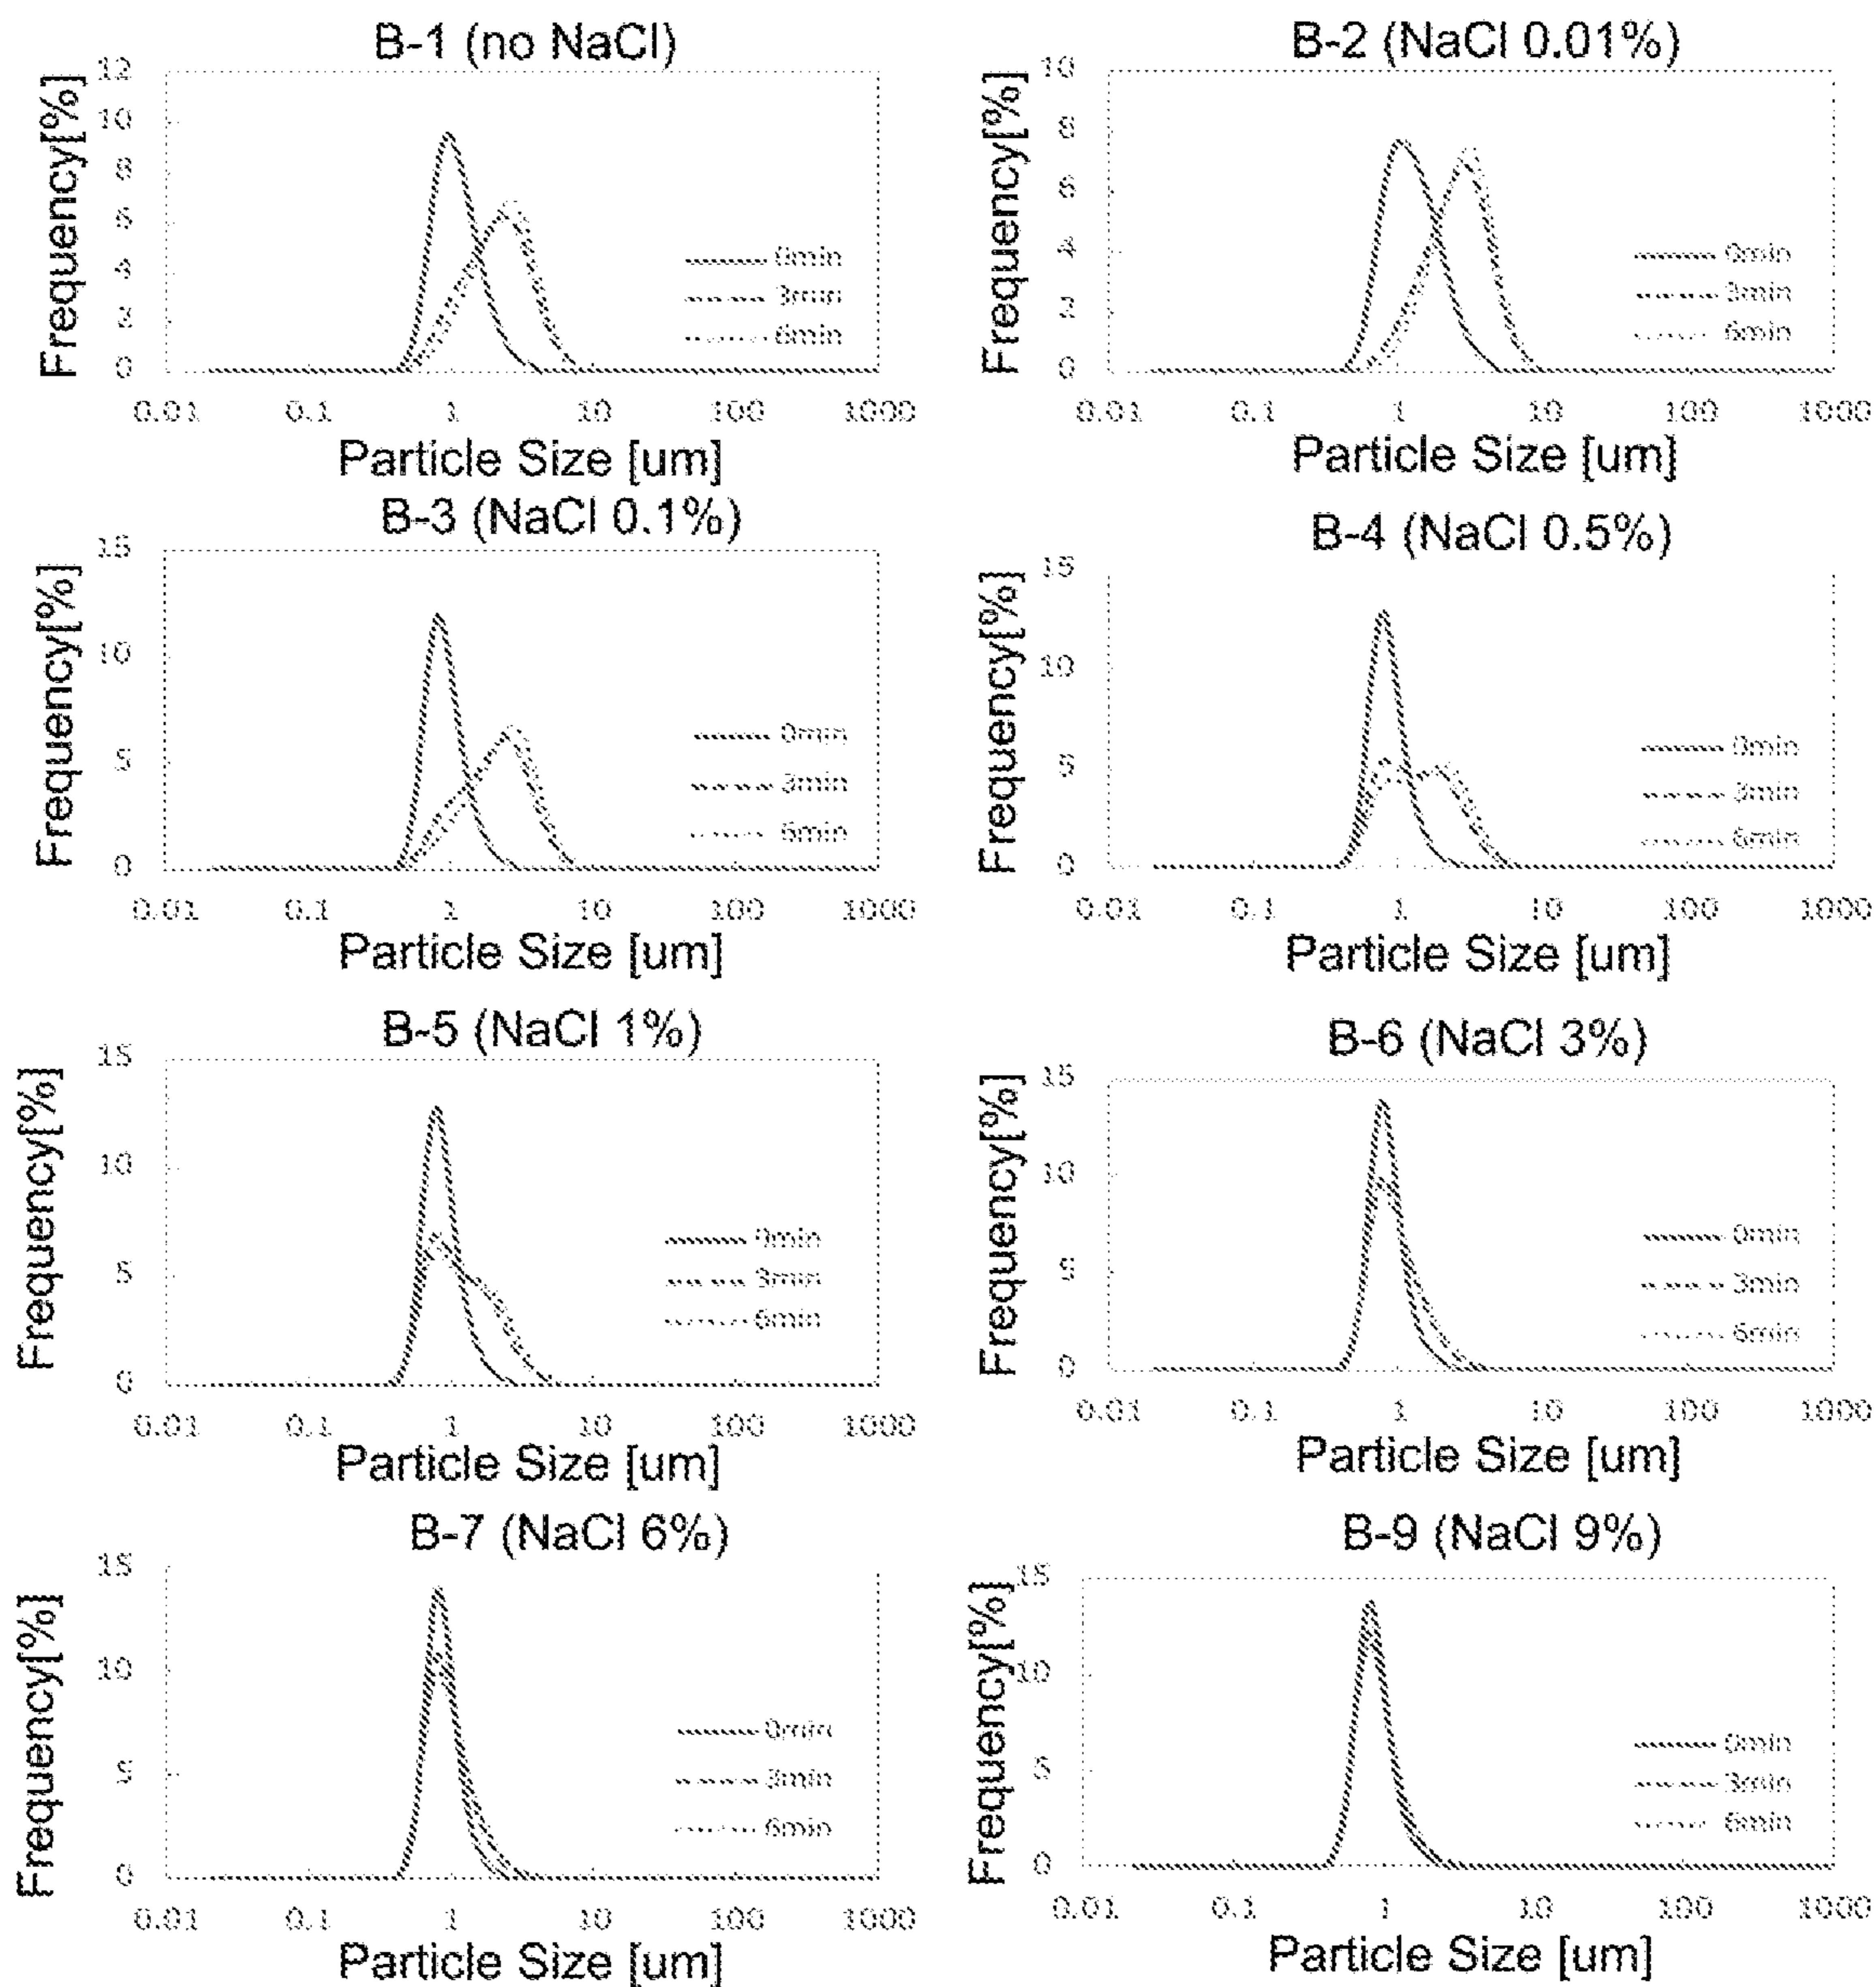 B-1 (no NaCl)
Frequency[%]
12
10
8
6
4
2
0
0min
3min
6min
0.01 0.1 1 10 100 1000
Particle Size [um]
B-2 (NaCl 0.01%)
Frequency[%]
10
8
6
4
2
0
0min
3min
6min
0.01 0.1 1 10 100 1000
Particle Size [um]
B-3 (NaCl 0.1%)
Frequency[%]
15
10
5
0
0min
3min
6min
0.01 0.1 1 10 100 1000
Particle Size [um]
B-4 (NaCl 0.5%)
Frequency[%]
15
10
5
0
0min
3min
6min
0.01 0.1 1 10 100 1000
Particle Size [um]
B-5 (NaCl 1%)
Frequency[%]
15
10
5
0
0min
3min
6min
0.01 0.1 1 10 100 1000
Particle Size [um]
B-6 (NaCl 3%)
Frequency[%]
15
10
5
0
0min
3min
6min
0.01 0.1 1 10 100 1000
Particle Size [um]
B-7 (NaCl 6%)
Frequency[%]
15
10
5
0
0min
3min
6min
0.01 0.1 1 10 100 1000
Particle Size [um]
B-9 (NaCl 9%)
Frequency[%]
15
10
5
0
0min
3min
6min
0.01 0.1 1 10 100 1000
Particle Size [um]